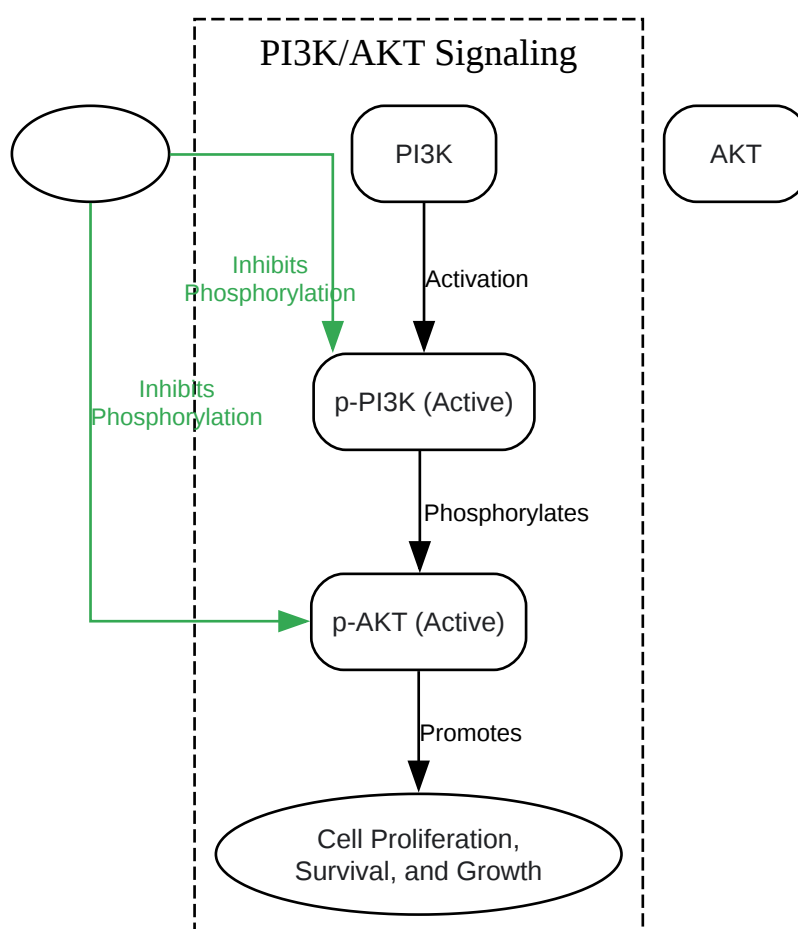 PI3K/AKT Signaling
PI3K
AKT
Inhibits
Phosphorylation
Activation
Inhibits
Phosphorylation
p-PI3K (Active)
Phosphorylates
p-AKT (Active)
Promotes
Cell Proliferation,
Survival, and Growth